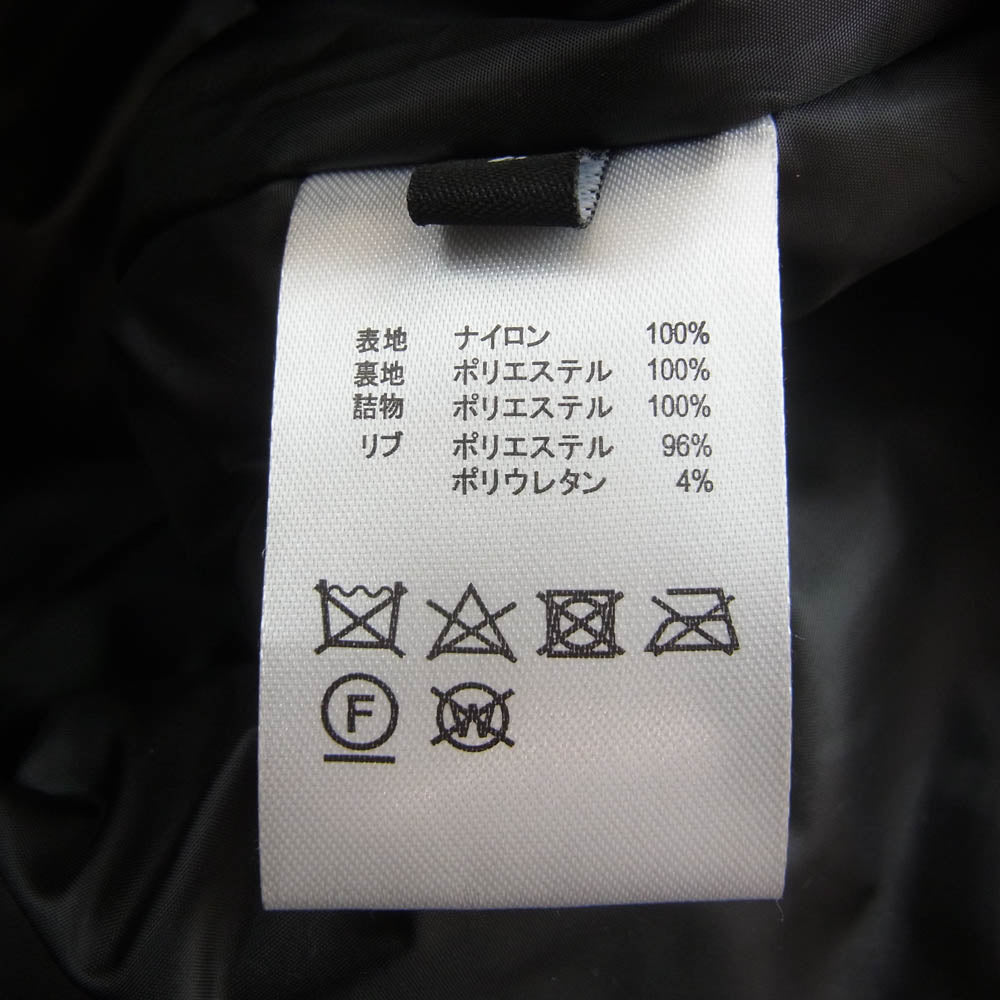 表地 ナイロン 100%
裏地 ポリエステル 100%
詰物 ポリエステル 100%
リブ ポリエステル 96%
ポリウレタン 4%
F W